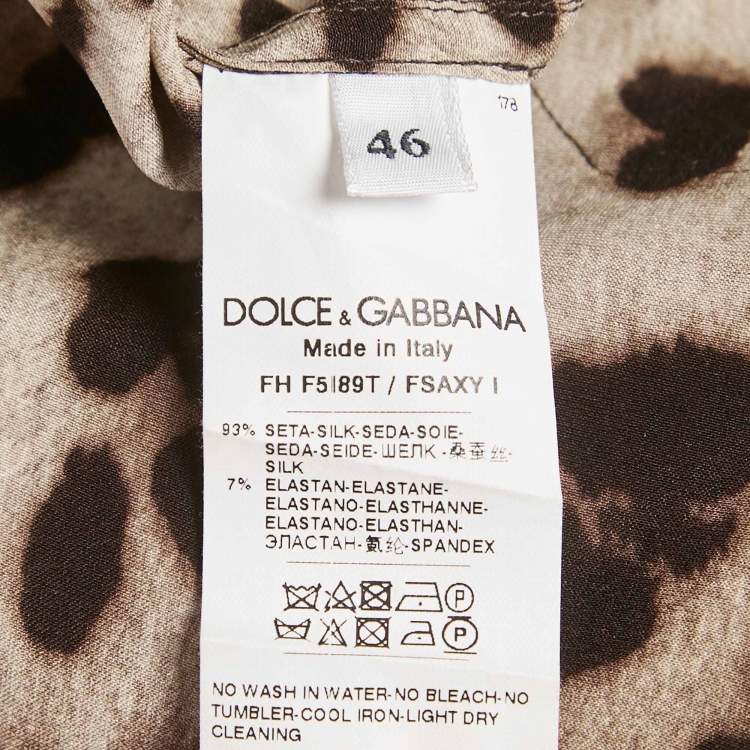 178
46
DOLCE & GABBANA
Made in Italy
FH F5I89T / FSAXY I
93% SETA-SILK-SEDA-SOIE-
SEDA-SEIDE-ШЕЛК -桑蚕丝-
SILK
7% ELASTAN-ELASTANE-
ELASTANO-ELASTHANNE-
ELASTANO-ELASTHAN-
ЭЛАСТАН-氨纶-SPANDEX
P
P
NO WASH IN WATER-NO BLEACH-NO
TUMBLER-COOL IRON-LIGHT DRY
CLEANING